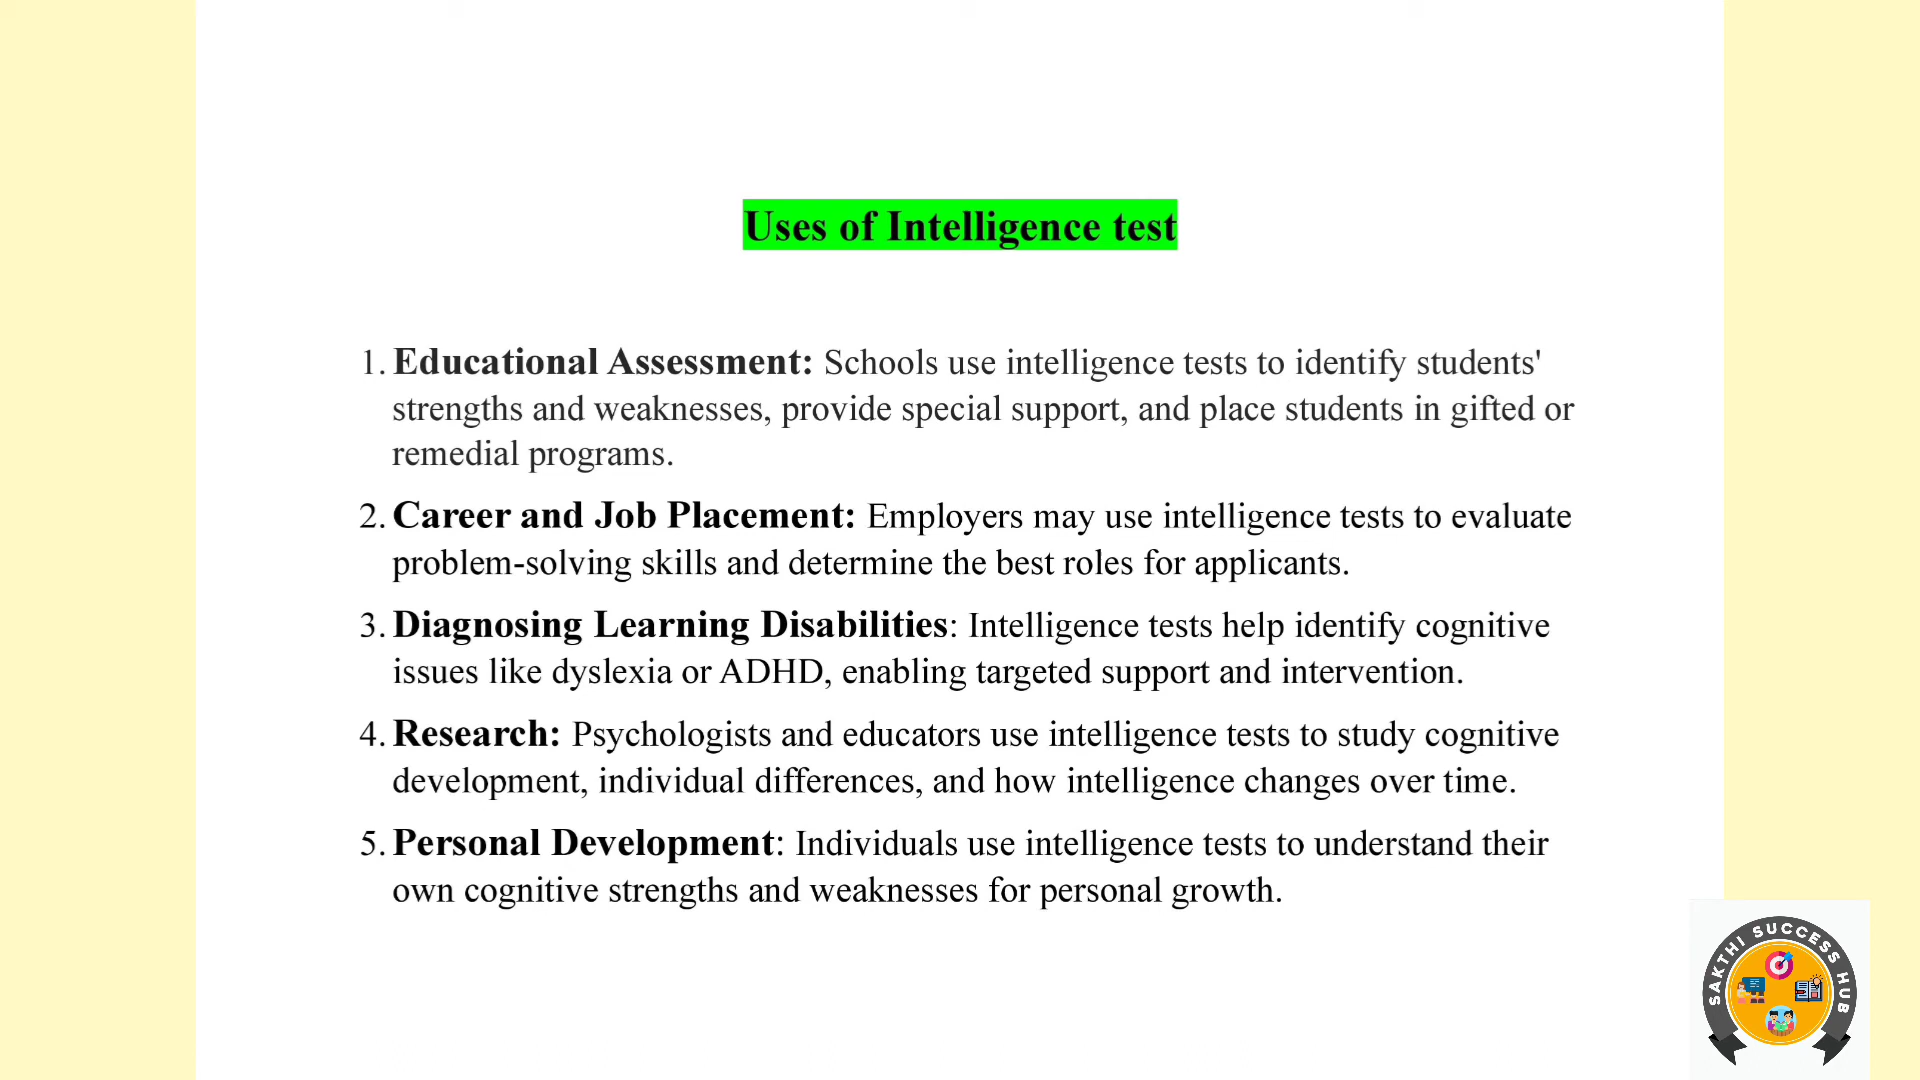 Uses of Intelligence test
1. Educational Assessment: Schools use intelligence tests to identify students'
strengths and weaknesses, provide special support, and place students in gifted or
remedial programs.
2. Career and Job Placement: Employers may use intelligence tests to evaluate
problem-solving skills and determine the best roles for applicants.
3. Diagnosing Learning Disabilities: Intelligence tests help identify cognitive
issues like dyslexia or ADHD, enabling targeted support and intervention.
4. Research: Psychologists and educators use intelligence tests to study cognitive
development, individual differences, and how intelligence changes over time.
5. Personal Development: Individuals use intelligence tests to understand their
own cognitive strengths and weaknesses for personal growth.
SAKTHI SUCCESS HUB